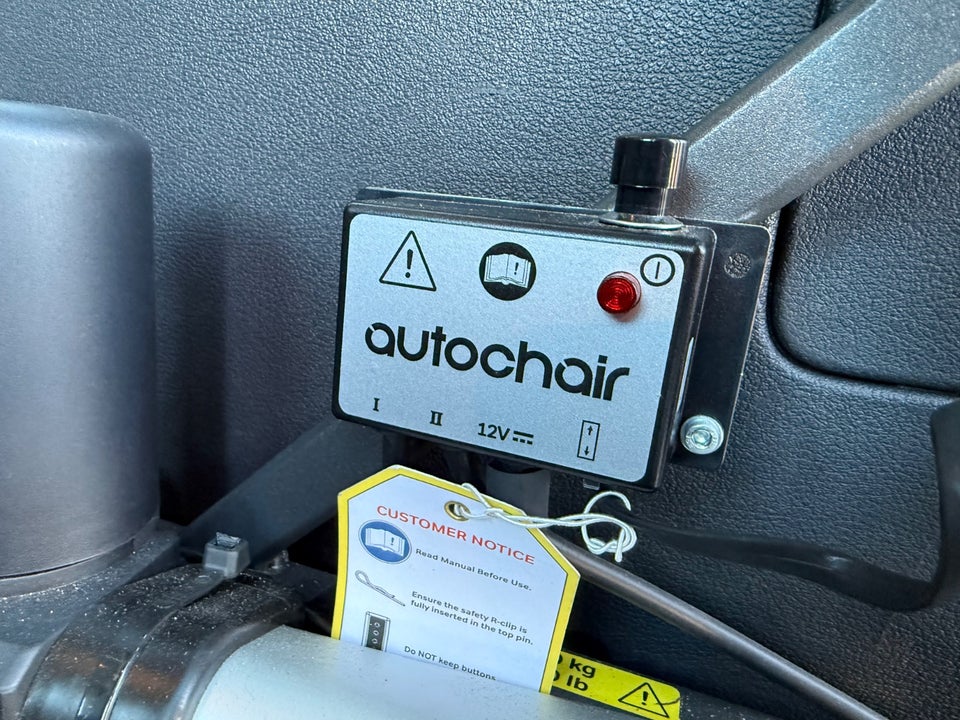 autochair
I II 12V
CUSTOMER NOTICE
Read Manual Before Use.
Ensure the safety R-clip is
fully inserted in the top pin.
Do NOT keep buttons
kg
lb